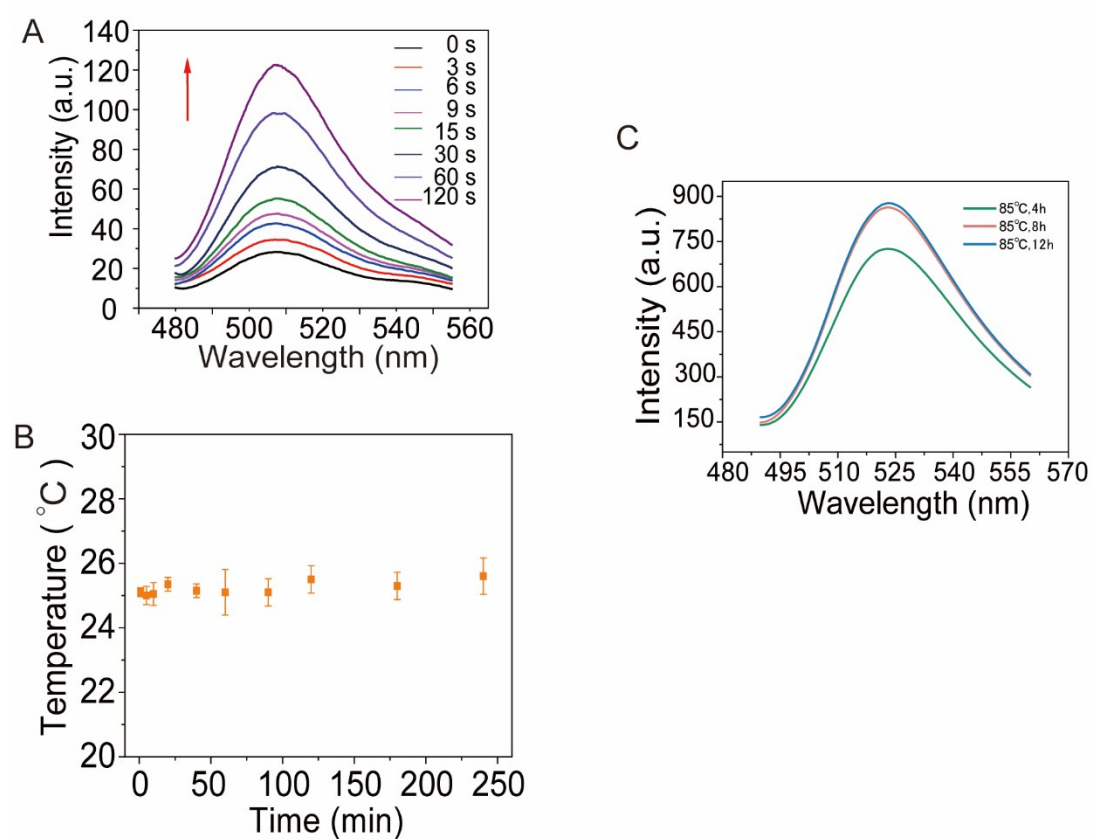 A
140
120
100
80
60
40
20
0
Intensity (a.u.)
0 s
3 s
6 s
9 s
15 s
30 s
60 s
120 s
480 500 520 540 560
Wavelength (nm)
B
30
28
26
24
22
20
Temperature (°C)
0 50 100 150 200 250
Time (min)
C
900
750
600
450
300
150
Intensity (a.u.)
85℃,4h
85℃,8h
85℃,12h
480 495 510 525 540 555 570
Wavelength (nm)